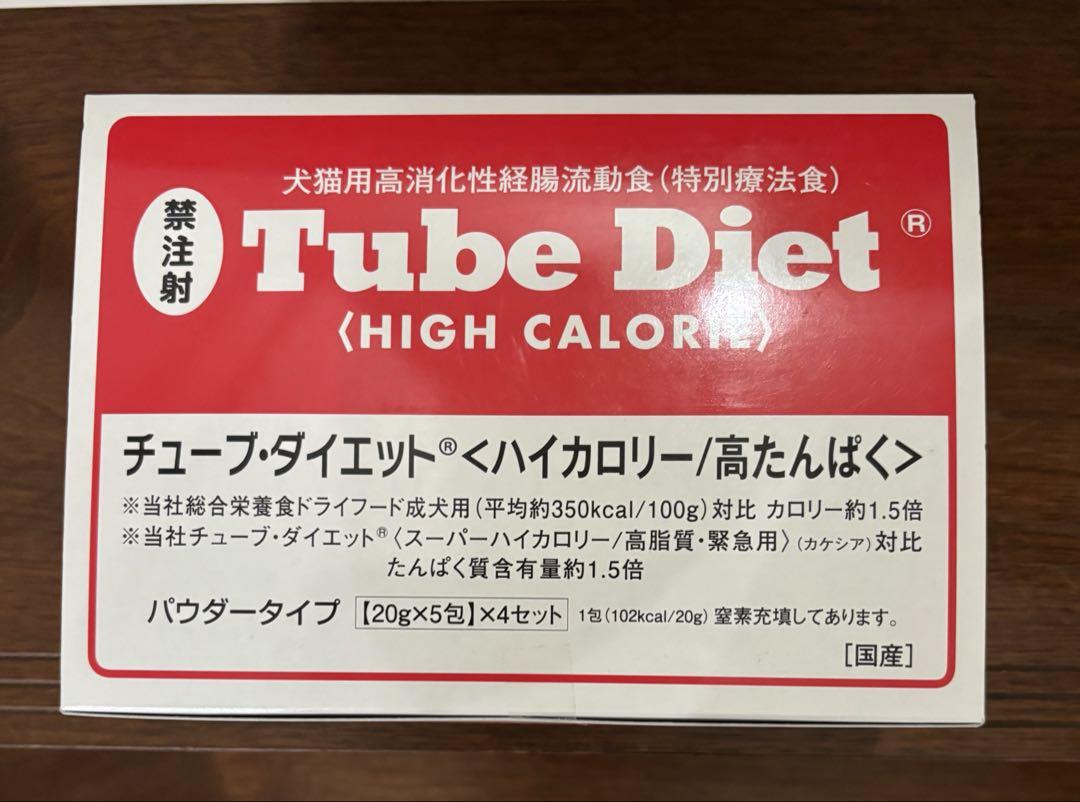 犬猫用高消化性経腸流動食(特別療法食)
禁注射
Tube Diet®
〈HIGH CALORIE〉
チューブ・ダイエット®<ハイカロリー/高たんぱく>
※当社総合栄養食ドライフード成犬用(平均約350kcal/100g)対比 カロリー約1.5倍
※当社チューブ・ダイエット®〈スーパーハイカロリー/高脂質・緊急用〉(カケシア)対比
たんぱく質含有量約1.5倍
パウダータイプ 【20g×5包】×4セット 1包(102kcal/20g) 窒素充填してあります。
[国産]